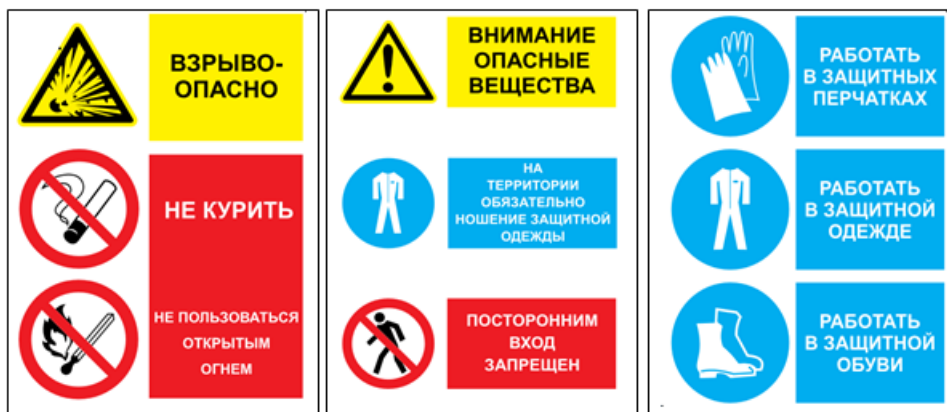 ВЗРЫВО-
ОПАСНО
НЕ КУРИТЬ
НЕ ПОЛЬЗОВАТЬСЯ
ОТКРЫТЫМ
ОГНЕМ
ВНИМАНИЕ
ОПАСНЫЕ
ВЕЩЕСТВА
НА
ТЕРРИТОРИИ
ОБЯЗАТЕЛЬНО
НОШЕНИЕ ЗАЩИТНОЙ
ОДЕЖДЫ
ПОСТОРОННИМ
ВХОД
ЗАПРЕЩЕН
РАБОТАТЬ
В ЗАЩИТНЫХ
ПЕРЧАТКАХ
РАБОТАТЬ
В ЗАЩИТНОЙ
ОДЕЖДЕ
РАБОТАТЬ
В ЗАЩИТНОЙ
ОБУВИ